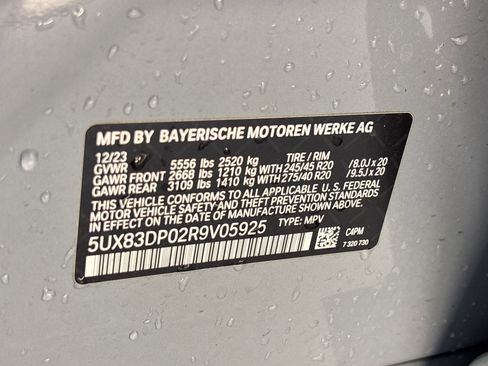 MFD BY BAYERISCHE MOTOREN WERKE AG
12/23 TIRE / RIM
GVWR 5556 lbs 2520 kg
GAWR FRONT 2668 lbs 1210 kg WITH 245/45 R20 / 8.0J x 20
GAWR REAR 3109 lbs 1410 kg WITH 275/40 R20 / 9.5J x 20
THIS VEHICLE CONFORMS TO ALL APPLICABLE U.S. FEDERAL
SAFETY AND THEFT PREVENTION STANDARDS IN EFFECT
ON THE DATE OF MANUFACTURE SHOWN ABOVE.
5UX83DP02R9V05925 TYPE: MPV
C4PM
7 320 730